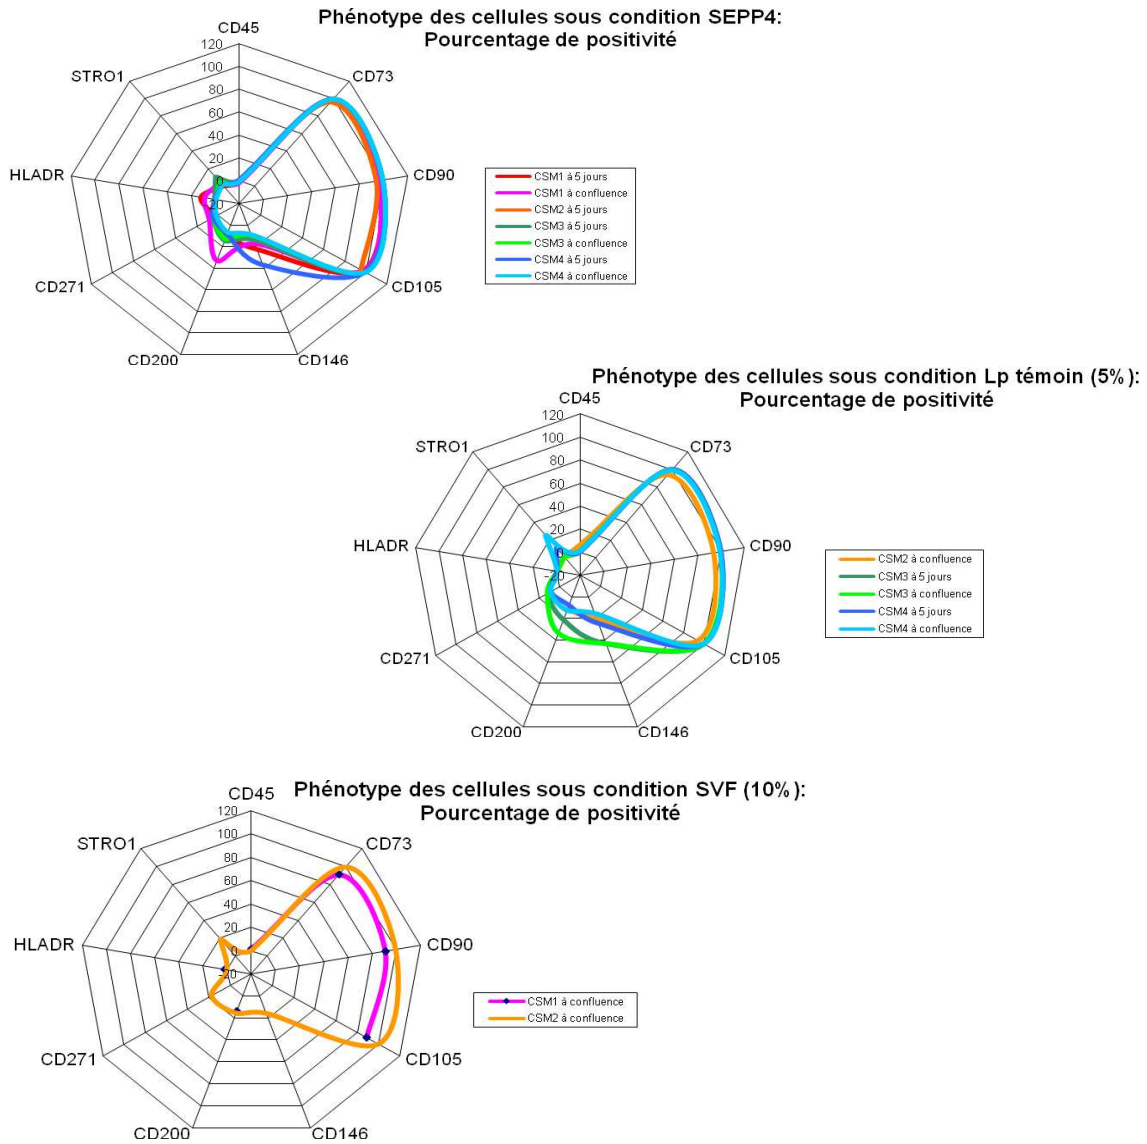 Phénotype des cellules sous condition SEPP4:
Pourcentage de positivité
CD45
CD73
CD90
CD105
CD146
CD200
CD271
HLADR
STRO1
120
100
80
60
40
20
0
-20
CSM1 à 5 jours
CSM1 à confluence
CSM2 à 5 jours
CSM3 à 5 jours
CSM3 à confluence
CSM4 à 5 jours
CSM4 à confluence
Phénotype des cellules sous condition Lp témoin (5%):
Pourcentage de positivité
CD45
CD73
CD90
CD105
CD146
CD200
CD271
HLADR
STRO1
120
100
80
60
40
20
0
-20
CSM2 à confluence
CSM3 à 5 jours
CSM3 à confluence
CSM4 à 5 jours
CSM4 à confluence
Phénotype des cellules sous condition SVF (10%):
Pourcentage de positivité
CD45
CD73
CD90
CD105
CD146
CD200
CD271
HLADR
STRO1
120
100
80
60
40
20
0
-20
CSM1 à confluence
CSM2 à confluence